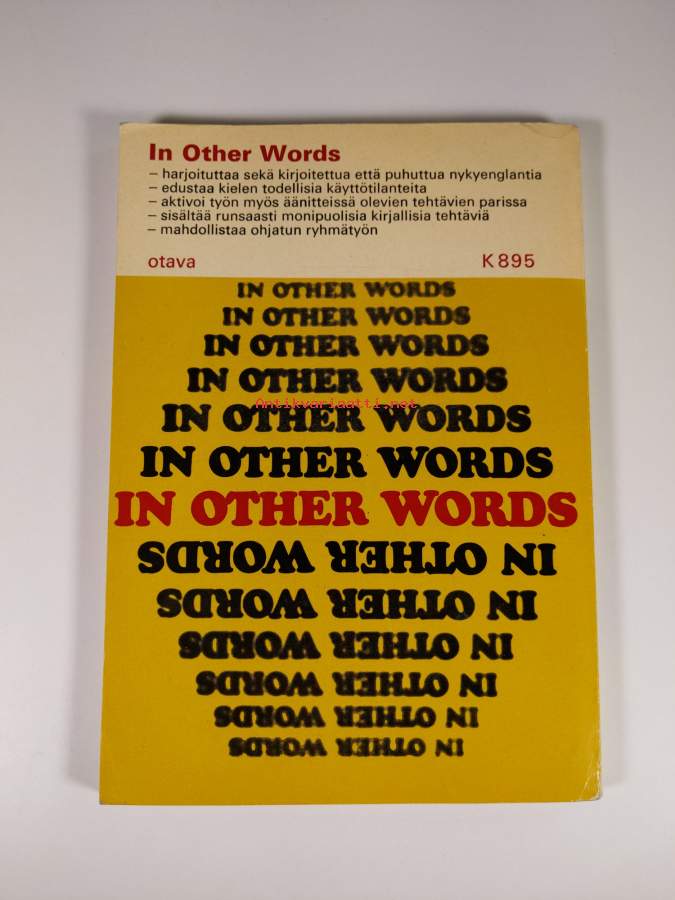 In Other Words
– harjoituttaa sekä kirjoitettua että puhuttua nykyenglantia
– edustaa kielen todellisia käyttötilanteita
– aktivoi työn myös äänitteissä olevien tehtävien parissa
– sisältää runsaasti monipuolisia kirjallisia tehtäviä
– mahdollistaa ohjatun ryhmätyön
otava K895
IN OTHER WORDS
IN OTHER WORDS
IN OTHER WORDS
IN OTHER WORDS
Antikvariaatti.net
IN OTHER WORDS
IN OTHER WORDS
IN OTHER WORDS
IN OTHER WORDS
IN OTHER WORDS
IN OTHER WORDS
IN OTHER WORDS
IN OTHER WORDS
IN OTHER WORDS